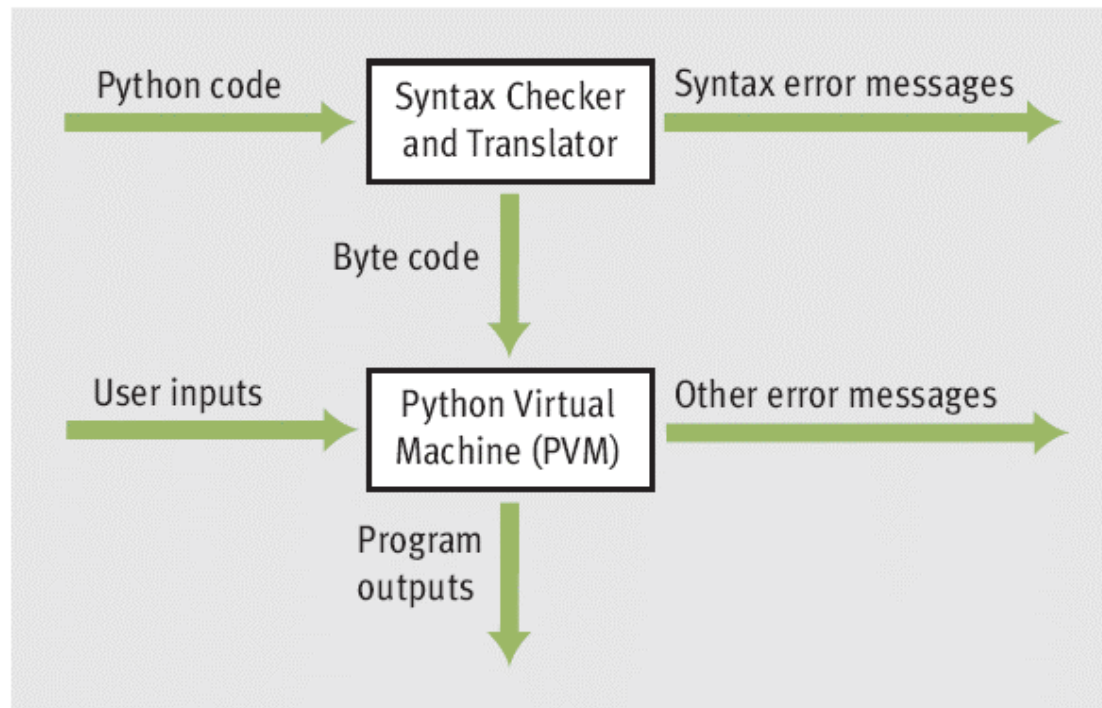 Python code
Syntax Checker
and Translator
Syntax error messages
Byte code
User inputs
Python Virtual
Machine (PVM)
Other error messages
Program
outputs